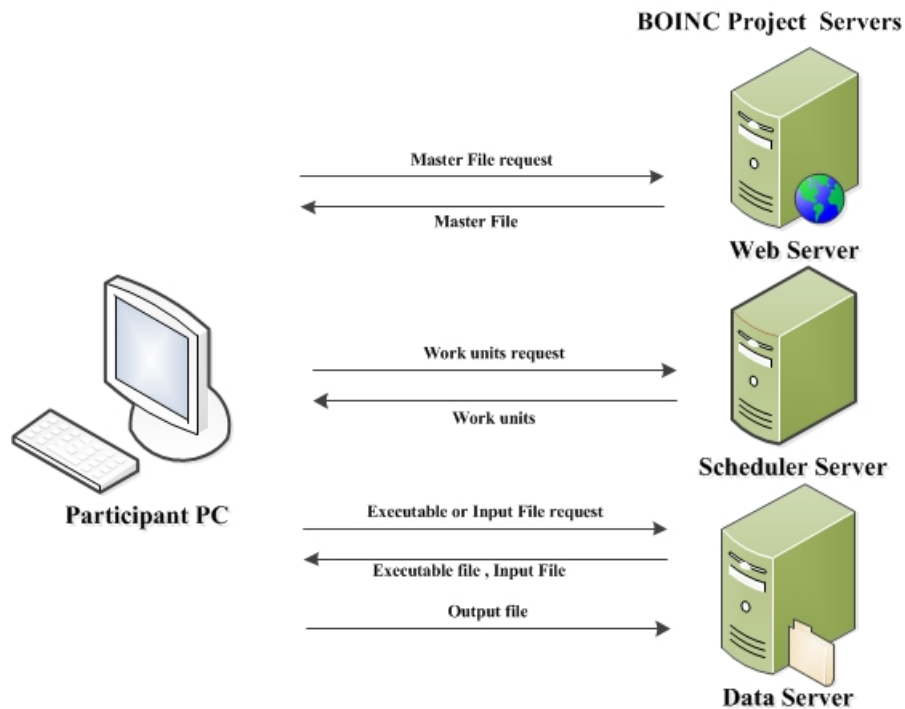 BOINC Project Servers
Master File request
Master File
Web Server
Work units request
Work units
Scheduler Server
Participant PC
Executable or Input File request
Executable file , Input File
Output file
Data Server